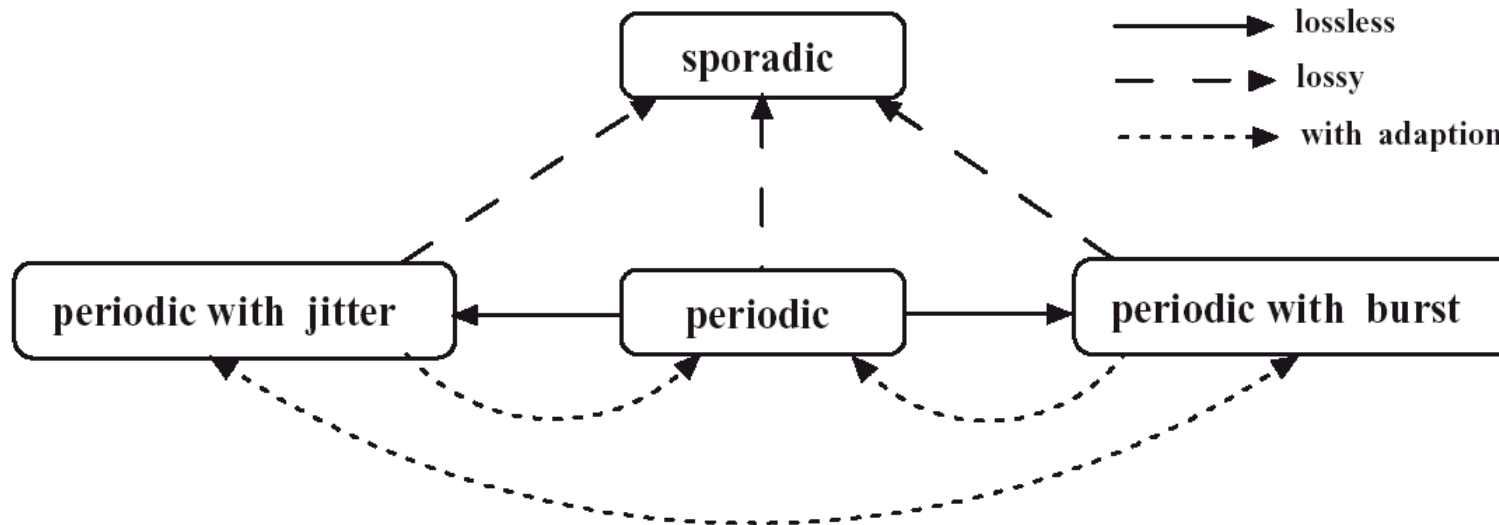 sporadic
lossless
lossy
with adaption
periodic with jitter
periodic
periodic with burst